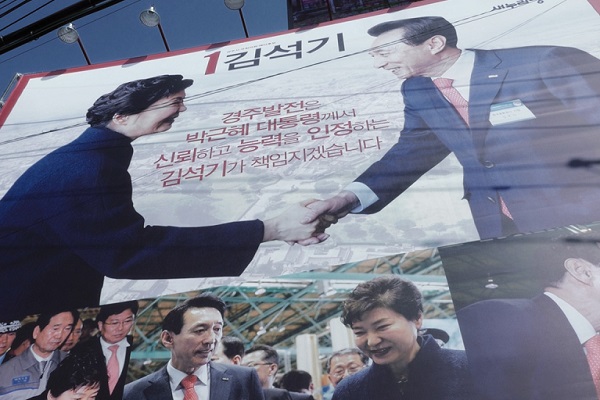 새누리당
1 김석기
경주발전은
박근혜 대통령께서
신뢰하고 능력을 인정하는
김석기가 책임지겠습니다